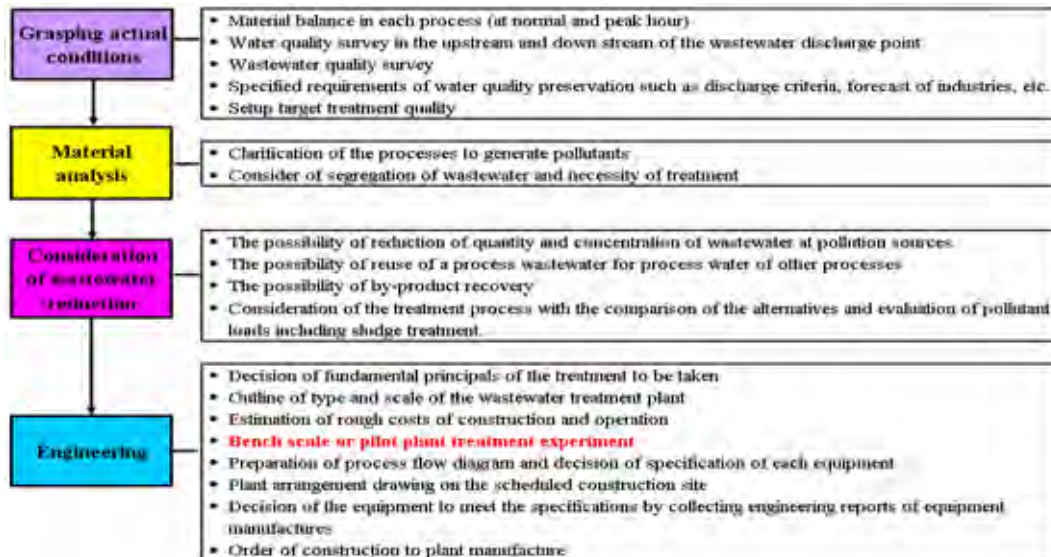 Grasping actual
conditions
• Material balance in each process (at normal and peak hour)
• Water quality survey in the upstream and down stream of the wastewater discharge point
• Wastewater quality survey
• Specified requirements of water quality preservation such as discharge criteria, forecast of industries, etc.
• Setup target treatment quality
Material
analysis
• Clarification of the processes to generate pollutants
• Consider of segregation of wastewater and necessity of treatment
Consideration
of wastewater
reduction
• The possibility of reduction of quantity and concentration of wastewater at pollution sources
• The possibility of reuse of a process wastewater for process water of other processes
• The possibility of by-product recovery
• Consideration of the treatment process with the comparison of the alternatives and evaluation of pollutant
loads including sludge treatment.
Engineering
• Decision of fundamental principals of the treatment to be taken
• Outline of type and scale of the wastewater treatment plant
• Estimation of rough costs of construction and operation
• Bench scale or pilot plant treatment experiment
• Preparation of process flow diagram and decision of specification of each equipment
• Plant arrangement drawing on the scheduled construction site
• Decision of the equipment to meet the specifications by collecting engineering reports of equipment
manufactures
• Order of construction to plant manufacture